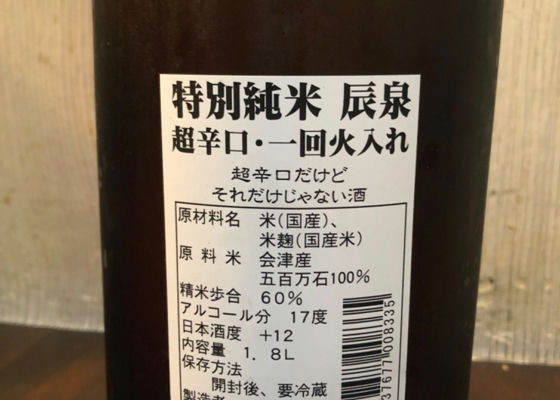 特別純米 辰泉
超辛口・一回火入れ
超辛口だけど
それだけじゃない酒
原材料名 米(国産)、
米麹(国産米)
原料米 会津産
五百万石100%
精米歩合 60%
アルコール分 17度
日本酒度 +12
内容量 1.8L
保存方法
開封後、要冷蔵
製造者
37677008335